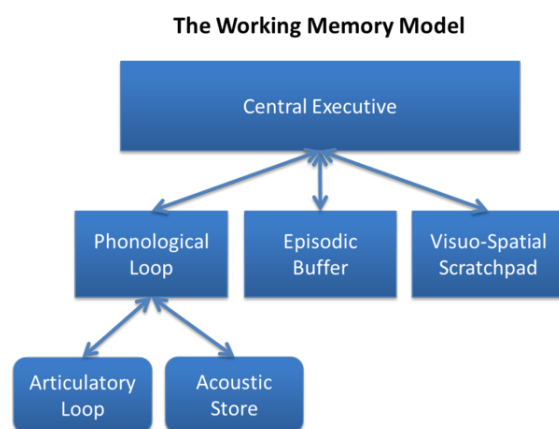 The Working Memory Model
Central Executive
Phonological
Loop
Episodic
Buffer
Visuo-Spatial
Scratchpad
Articulatory
Loop
Acoustic
Store